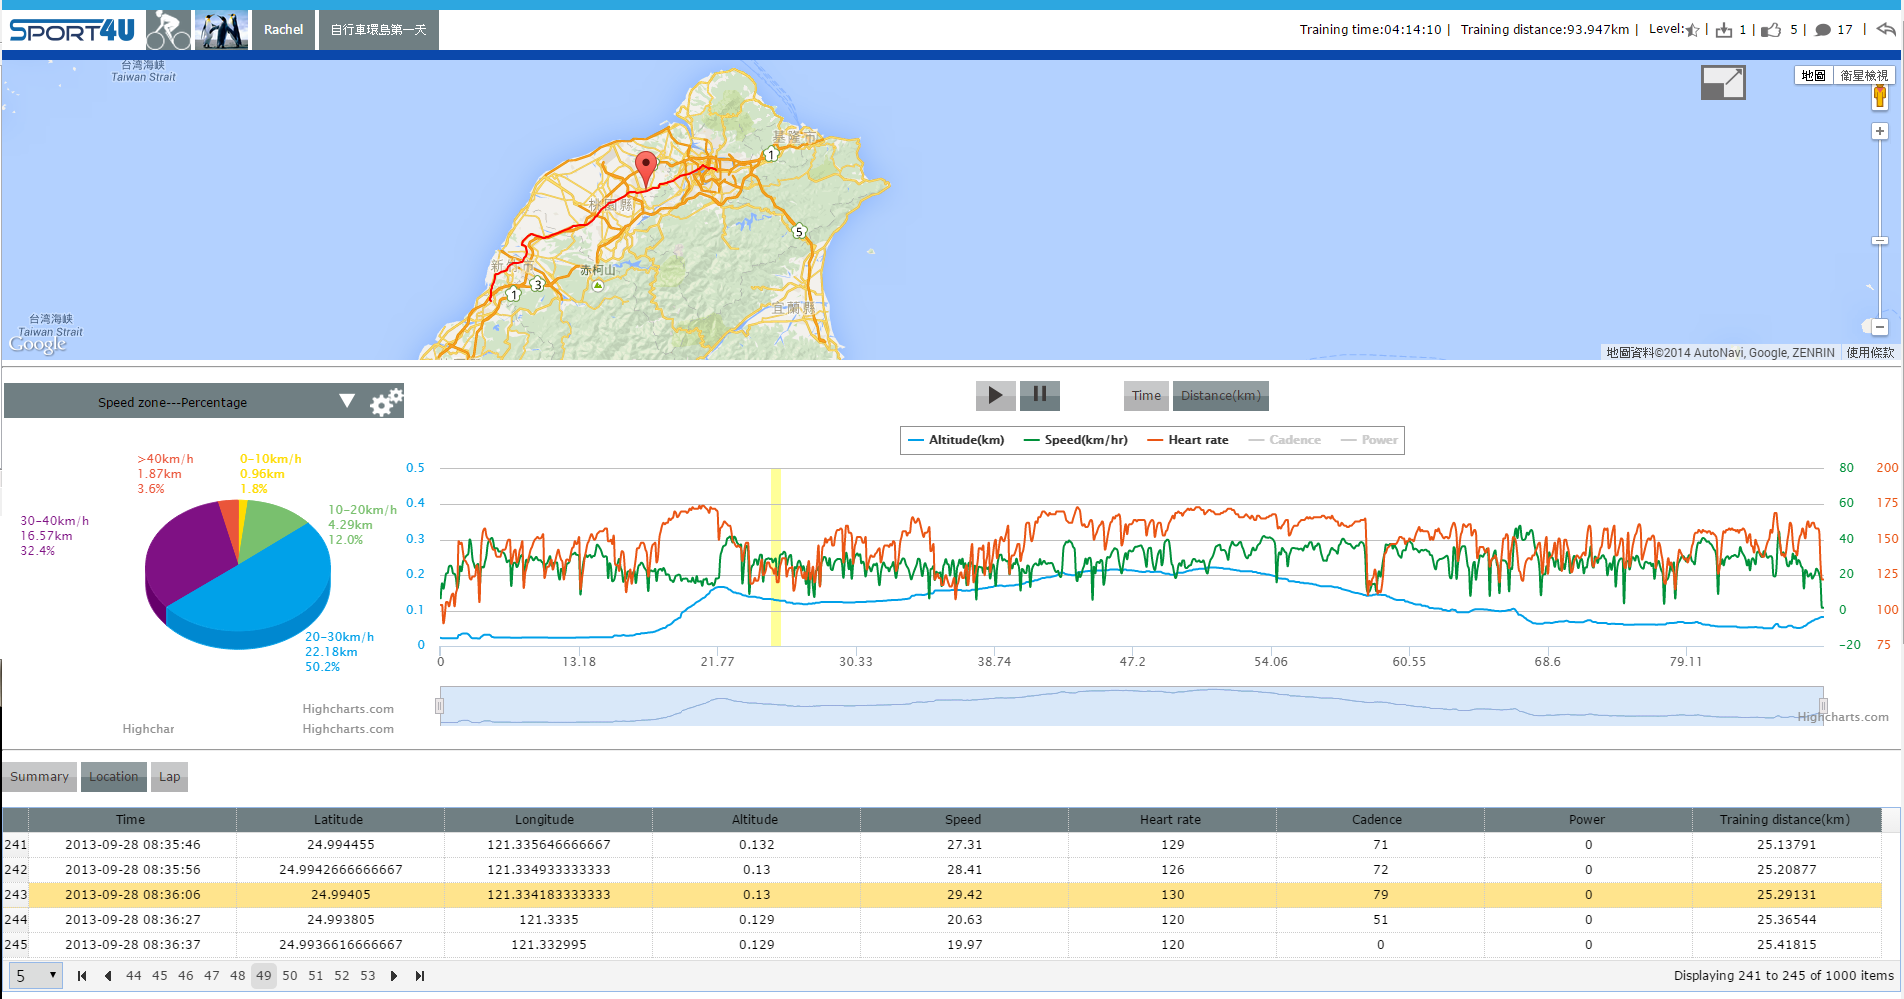 SPORT4U Rachel 自行車環島第一天 Training time:04:14:10 | Training distance:93.947km | Level: | 1 | 5 | 17 |
台湾海峡
Taiwan Strait
地圖 衛星檢視
基隆市
1
桃園縣
5
新竹市
赤柯山
3
1
宜蘭縣
台湾海峡
Taiwan Strait
Google
地圖資料©2014 AutoNavi, Google, ZENRIN 使用條款
Speed zone---Percentage
Time Distance(km)
Altitude(km) Speed(km/hr) Heart rate Cadence Power
>40km/h
1.87km
3.6%
0-10km/h
0.96km
1.8%
10-20km/h
4.29km
12.0%
30-40km/h
16.57km
32.4%
20-30km/h
22.18km
50.2%
0.5 80 200
0.4 60 175
0.3 40 150
0.2 20 125
0.1 0 100
0 -20 75
0 13.18 21.77 30.33 38.74 47.2 54.06 60.55 68.6 79.11
Highcharts.com
Highcharts.com
Highchar
Highcharts.com
Summary Location Lap
Time Latitude Longitude Altitude Speed Heart rate Cadence Power Training distance(km)
241 2013-09-28 08:35:46 24.994455 121.335646666667 0.132 27.31 129 71 0 25.13791
242 2013-09-28 08:35:56 24.9942666666667 121.334933333333 0.13 28.41 126 72 0 25.20877
243 2013-09-28 08:36:06 24.99405 121.334183333333 0.13 29.42 130 79 0 25.29131
244 2013-09-28 08:36:27 24.993805 121.3335 0.129 20.63 120 51 0 25.36544
245 2013-09-28 08:36:37 24.9936616666667 121.332995 0.129 19.97 120 0 0 25.41815
5 44 45 46 47 48 49 50 51 52 53 Displaying 241 to 245 of 1000 items